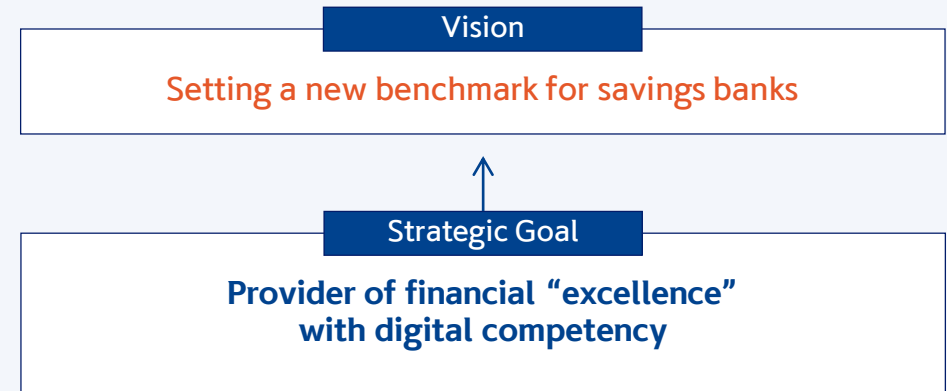 Vision
Setting a new benchmark for savings banks
Strategic Goal
Provider of financial “excellence”
with digital competency